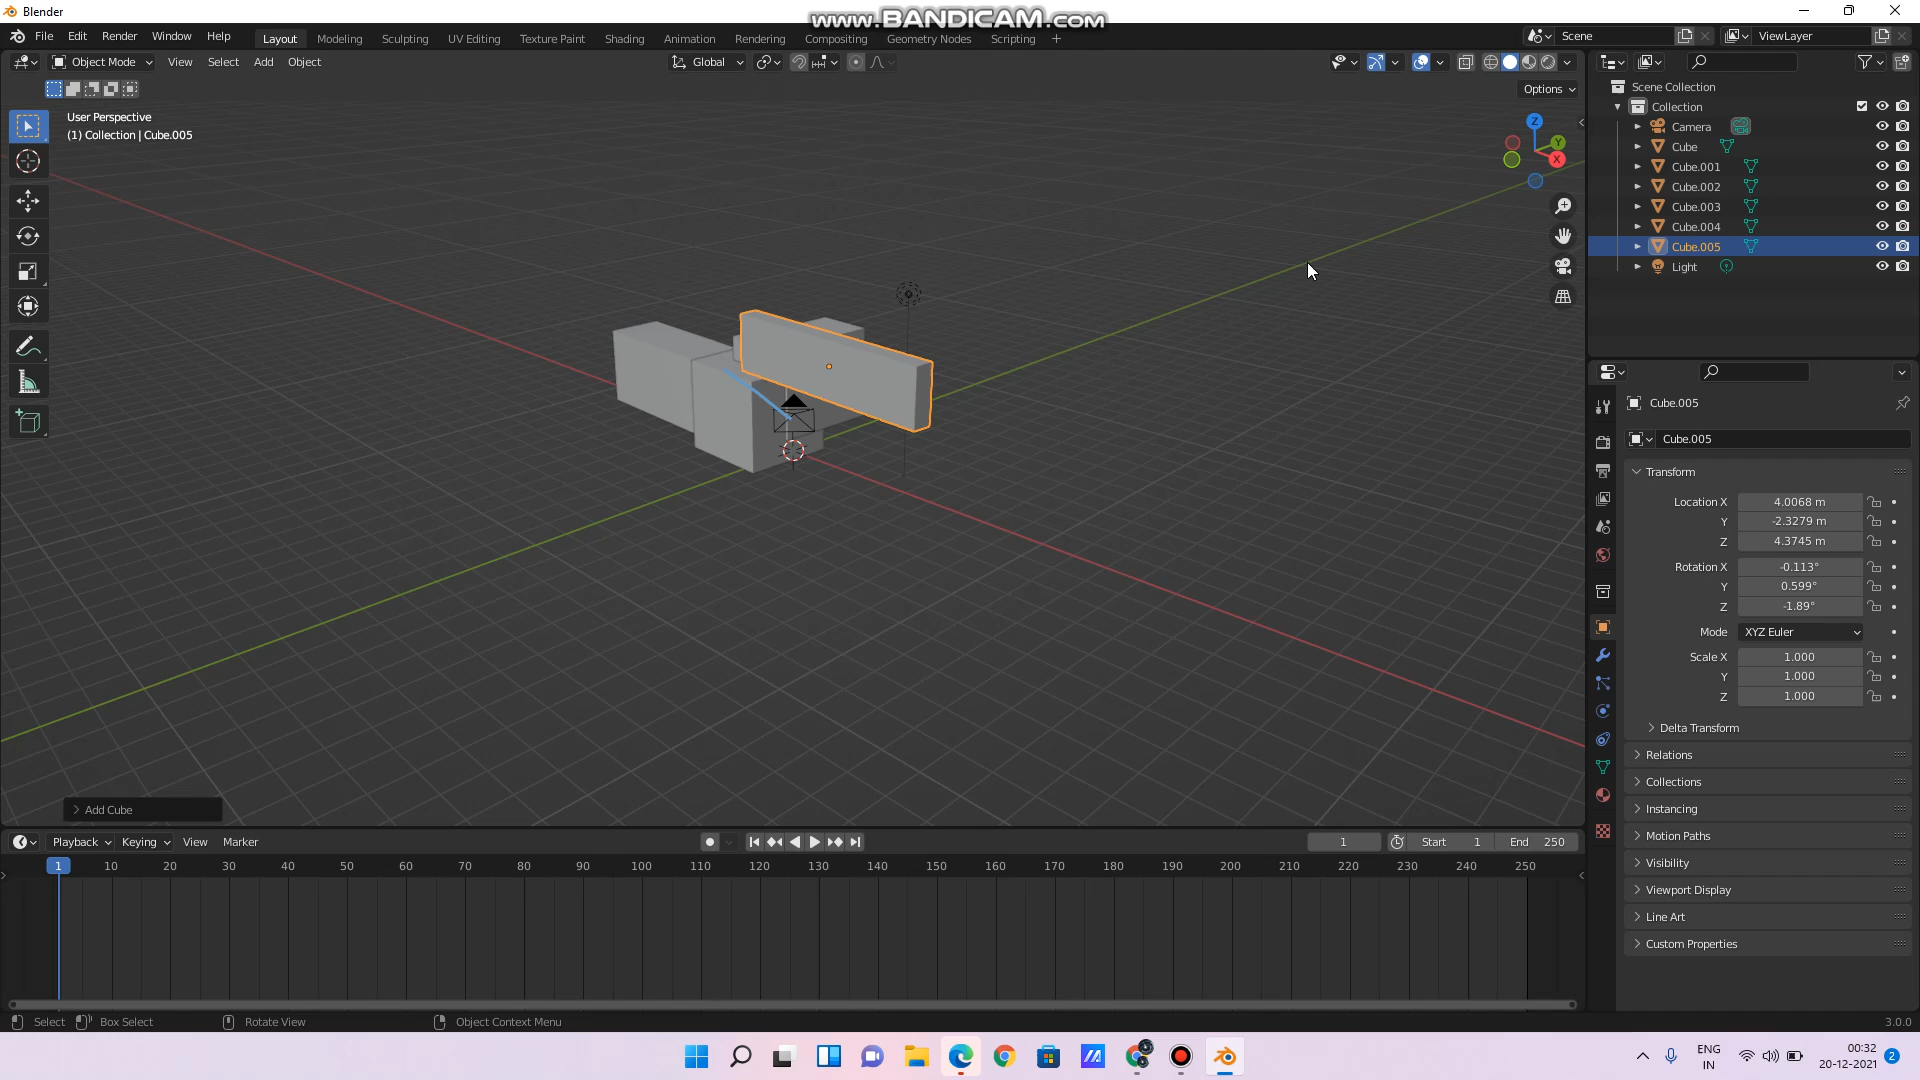 Blender
www.BANDICAM.com
File Edit Render Window Help
Layout Modeling Sculpting UV Editing Texture Paint Shading Animation Rendering Compositing Geometry Nodes Scripting +
Scene
ViewLayer
Object Mode View Select Add Object
Global
Options
User Perspective
(1) Collection | Cube.005
Z
Y
X
Scene Collection
Collection
Camera
Cube
Cube.001
Cube.002
Cube.003
Cube.004
Cube.005
Light
Cube.005
Cube.005
Transform
Location X 4.0068 m
Y -2.3279 m
Z 4.3745 m
Rotation X -0.113°
Y 0.599°
Z -1.89°
Mode XYZ Euler
Scale X 1.000
Y 1.000
Z 1.000
Delta Transform
Relations
Collections
Instancing
Motion Paths
Visibility
Viewport Display
Line Art
Custom Properties
Add Cube
Playback Keying View Marker
1
Start 1 End 250
1 10 20 30 40 50 60 70 80 90 100 110 120 130 140 150 160 170 180 190 200 210 220 230 240 250
Select Box Select Rotate View Object Context Menu
3.0.0
ENG
IN
00:32
20-12-2021
2